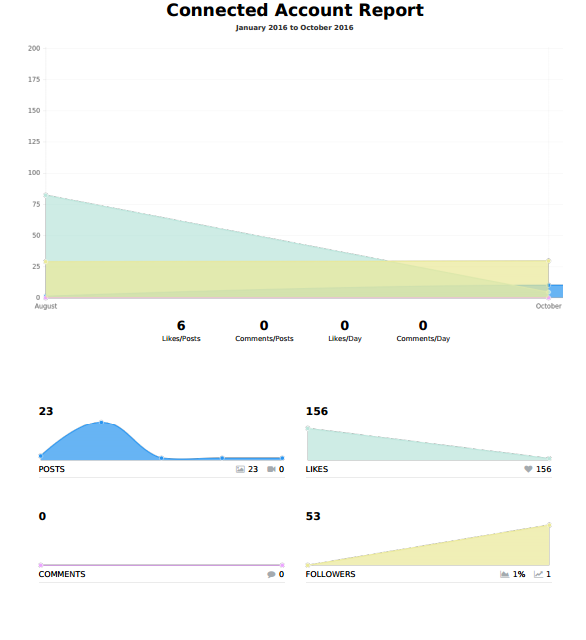 Connected Account Report
January 2016 to October 2016
200
175
150
125
100
75
50
25
0
August October
6 0 0 0
Likes/Posts Comments/Posts Likes/Day Comments/Day
23 156
POSTS 23 0 LIKES 156
0 53
COMMENTS 0 FOLLOWERS 1% 1